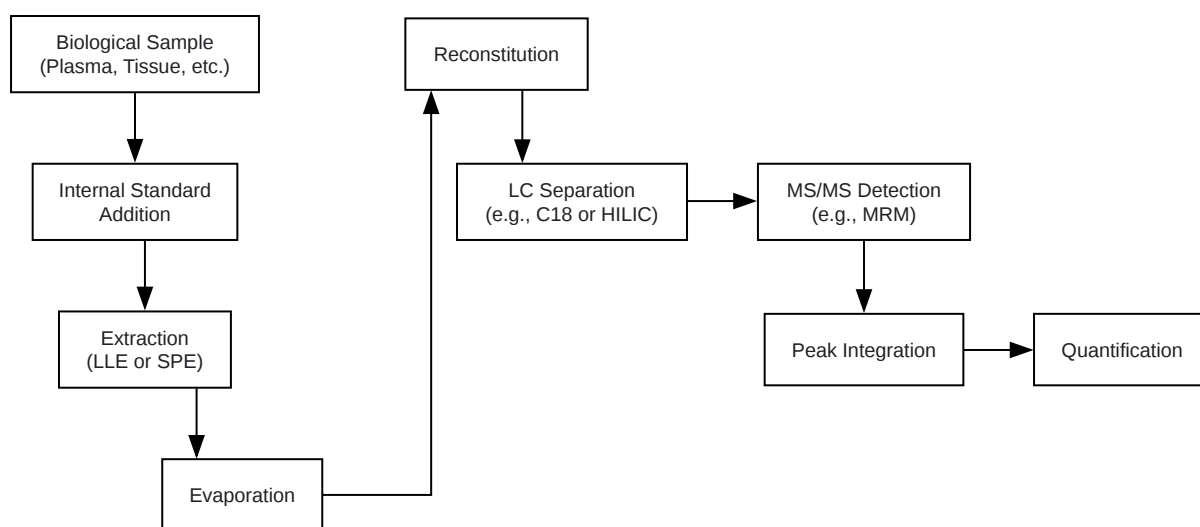 Biological Sample
(Plasma, Tissue, etc.)
Internal Standard
Addition
Extraction
(LLE or SPE)
Evaporation
Reconstitution
LC Separation
(e.g., C18 or HILIC)
MS/MS Detection
(e.g., MRM)
Peak Integration
Quantification